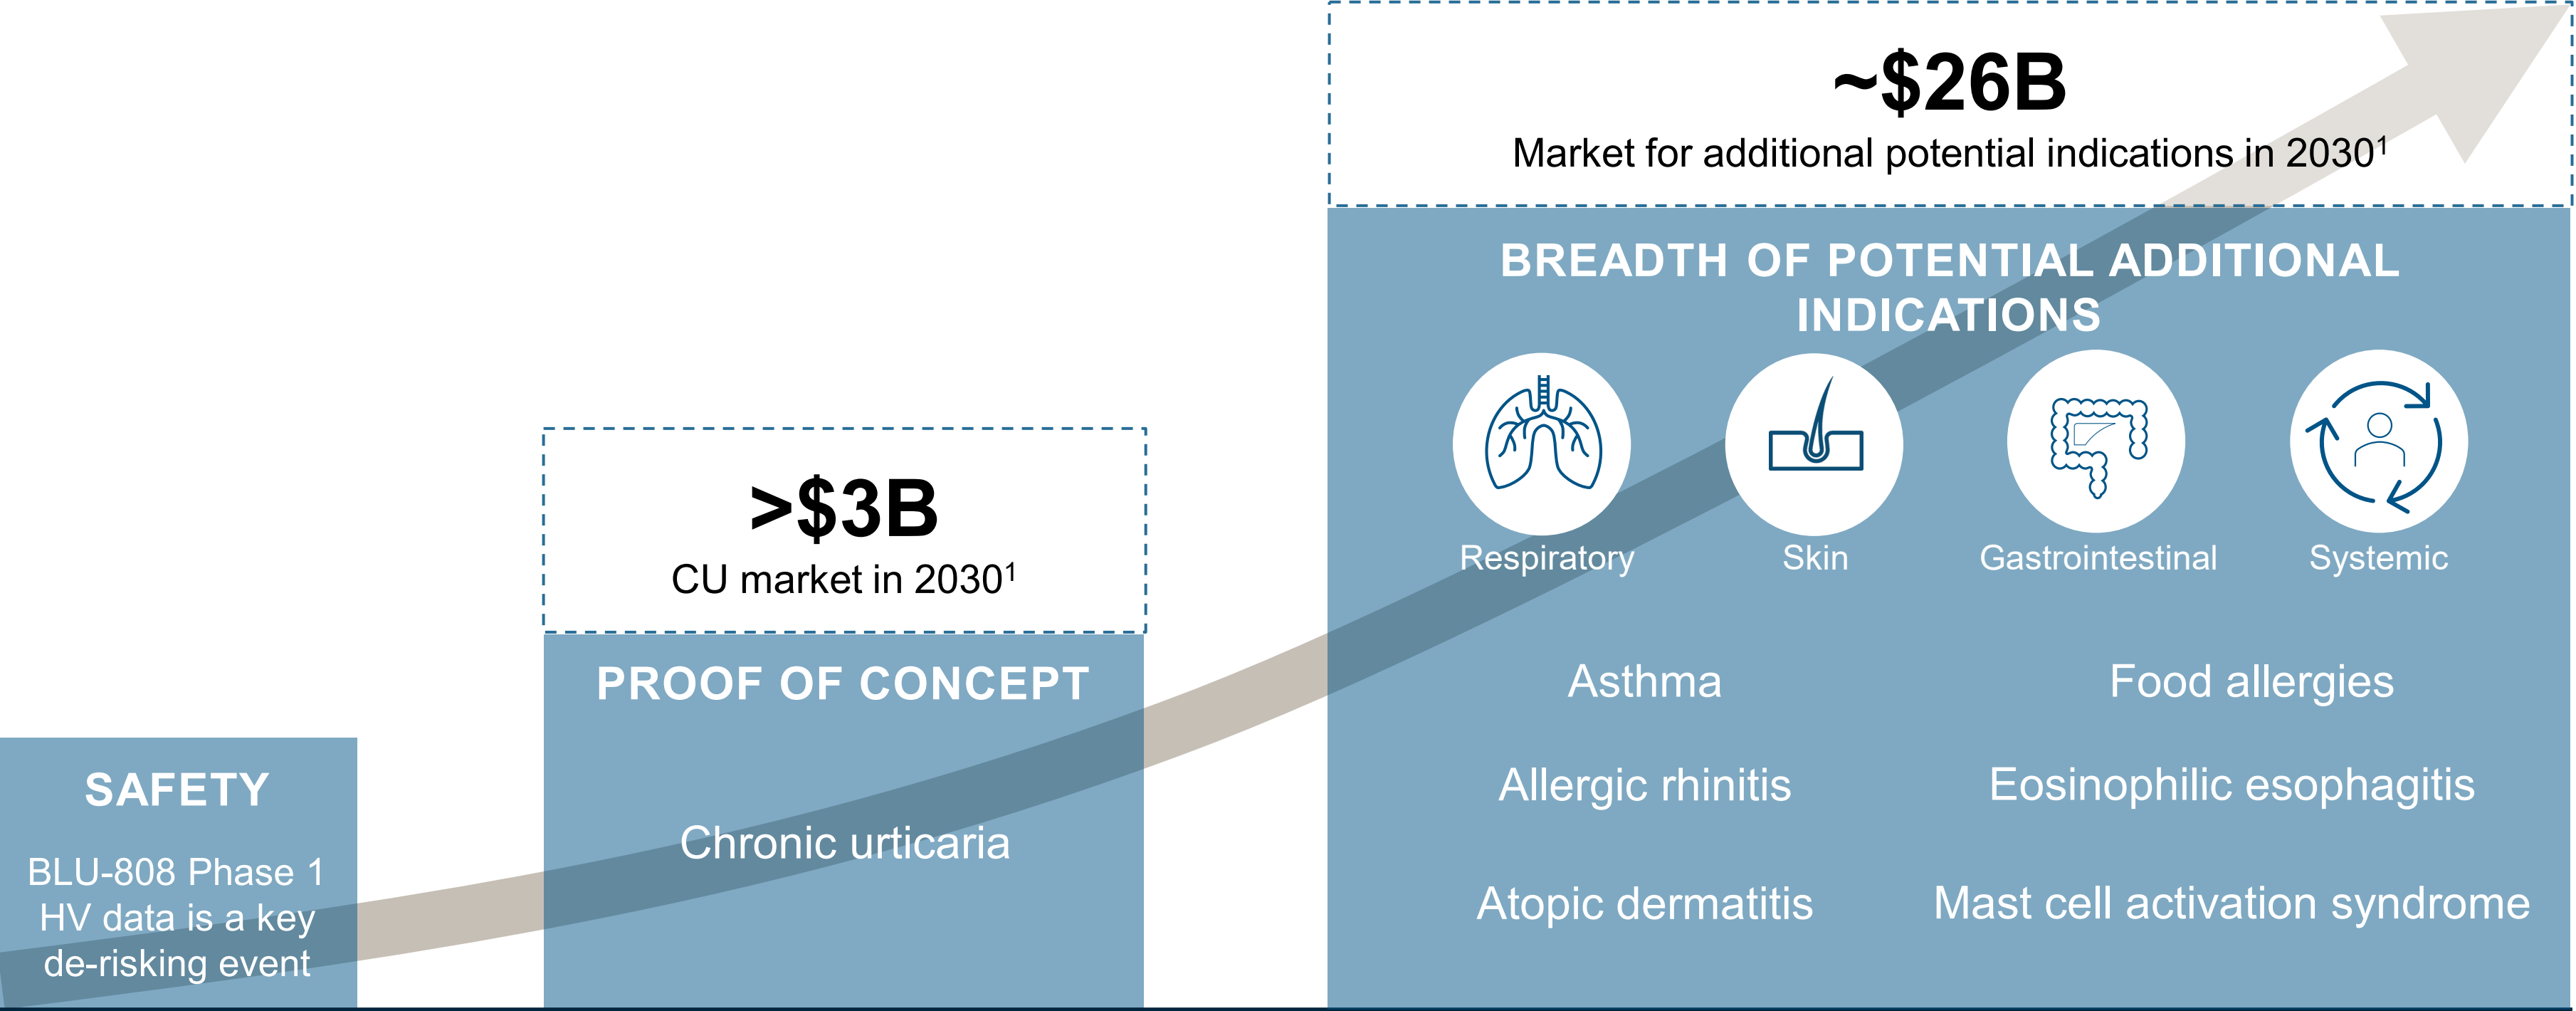 ~$26B
Market for additional potential indications in 2030¹
BREADTH OF POTENTIAL ADDITIONAL
INDICATIONS
Respiratory
Skin
Gastrointestinal
Systemic
Asthma
Food allergies
Allergic rhinitis
Eosinophilic esophagitis
Atopic dermatitis
Mast cell activation syndrome
>$3B
CU market in 2030¹
PROOF OF CONCEPT
Chronic urticaria
SAFETY
BLU-808 Phase 1
HV data is a key
de-risking event